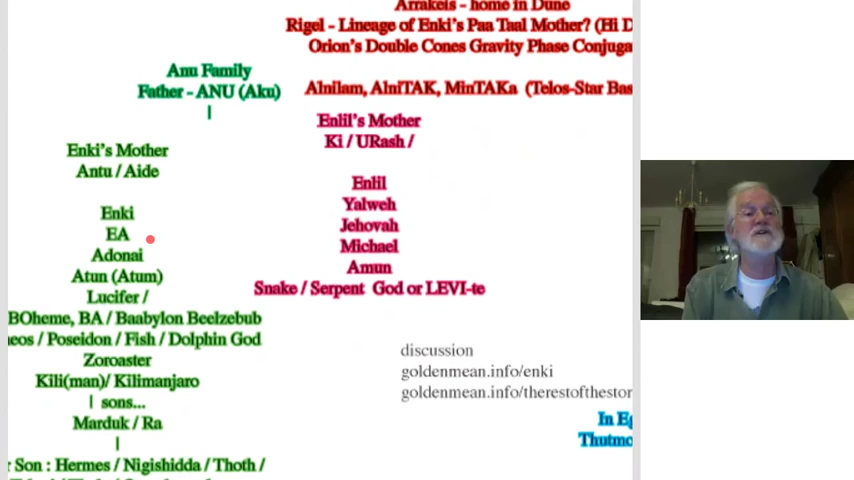 Arrakeis - home in Dune
Rigel - Lineage of Enki's Paa Taal Mother? (Hi D
Orion's Double Cones Gravity Phase Conjuga
Anu Family
Father - ANU (Aku)
|
Alnilam, AlniTAK, MinTAKa (Telos-Star Bas
Enlil's Mother
Ki / URash /
Enki's Mother
Antu / Aide
Enlil
Yalweh
Jehovah
Michael
Amun
Snake / Serpent God or LEVI-te
Enki
EA
Adonai
Atun (Atum)
Lucifer /
BOheme, BA / Baabylon Beelzebub
eos / Poseidon / Fish / Dolphin God
Zoroaster
Kili(man)/ Kilimanjaro
| sons...
Marduk / Ra
|
r Son : Hermes / Nigishidda / Thoth /
discussion
goldenmean.info/enki
goldenmean.info/therestofthestor
In Eg
Thutmo